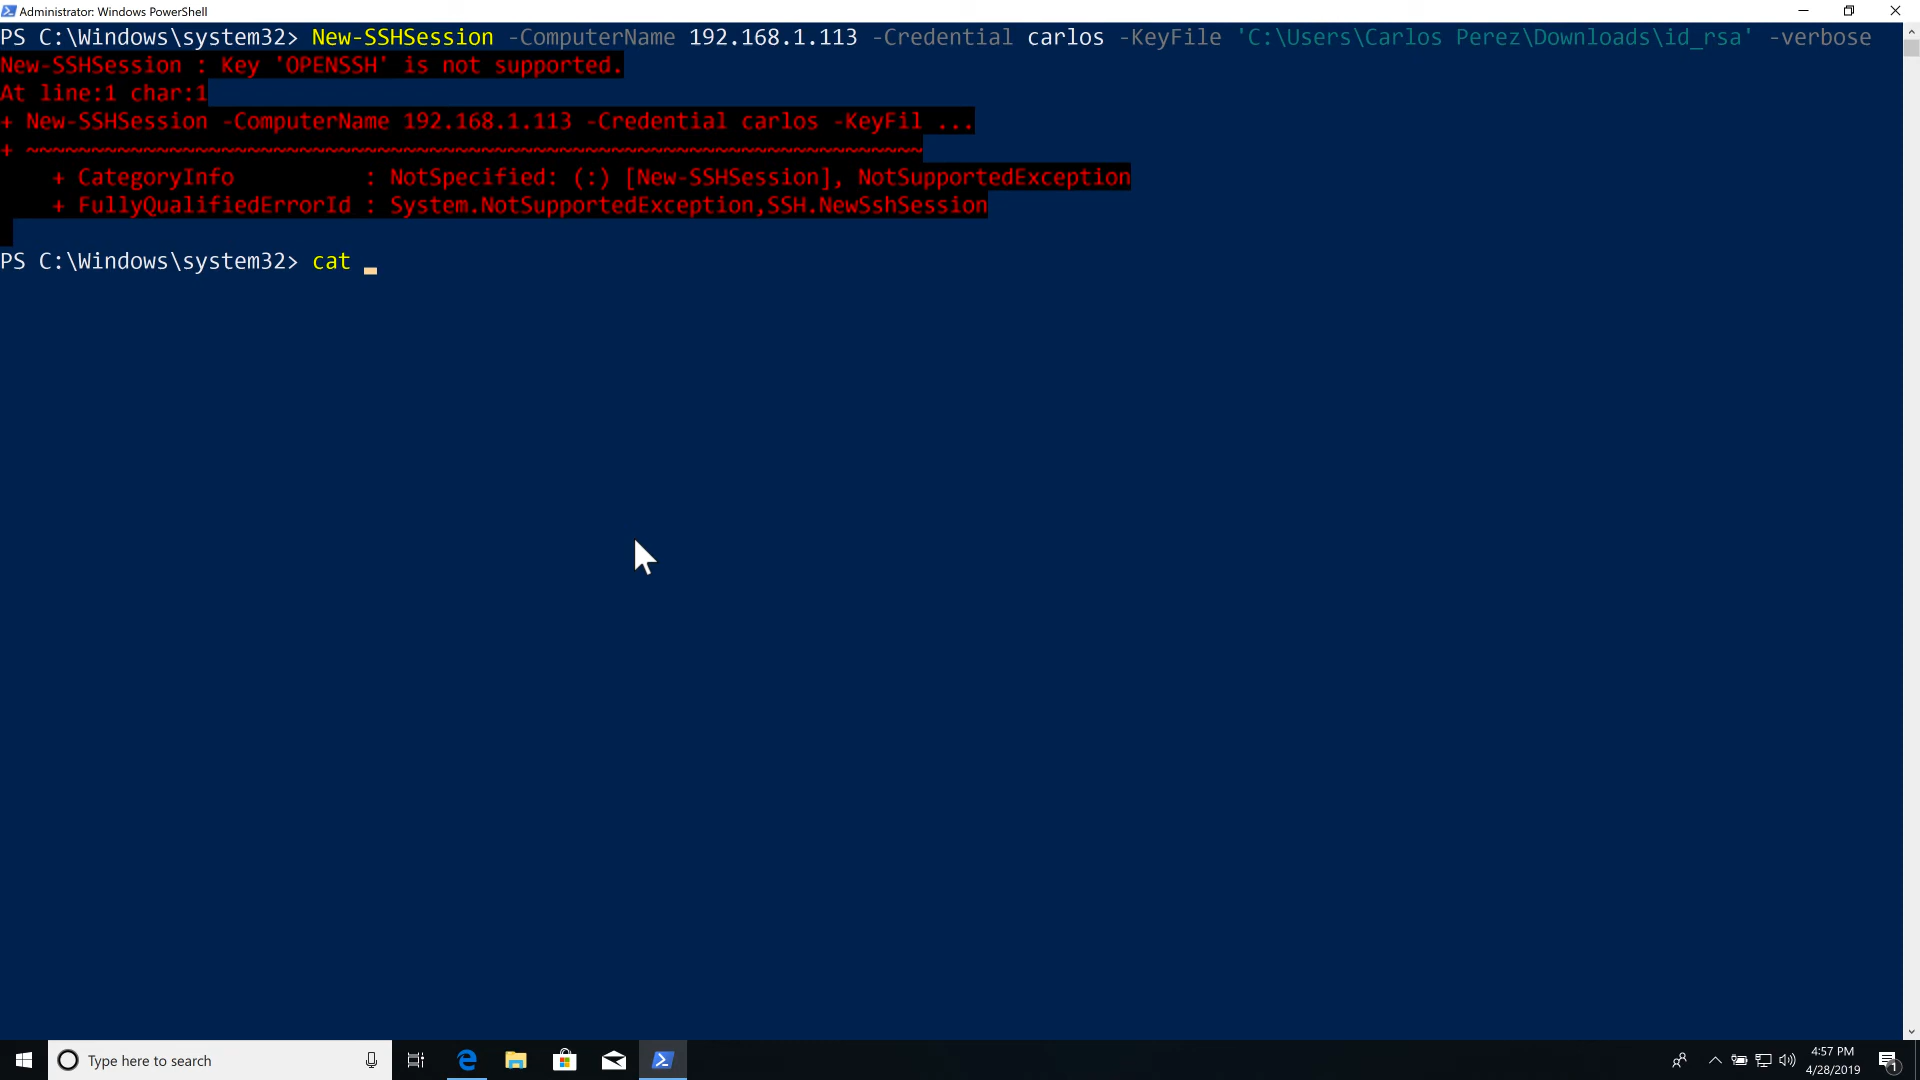 Administrator: Windows PowerShell
PS C:\Windows\system32> New-SSHSession -ComputerName 192.168.1.113 -Credential carlos -KeyFile 'C:\Users\Carlos Perez\Downloads\id_rsa' -verbose
New-SSHSession : Key 'OPENSSH' is not supported.
At line:1 char:1
+ New-SSHSession -ComputerName 192.168.1.113 -Credential carlos -KeyFil ...
+ ~~~~~~~~~~~~~~~~~~~~~~~~~~~~~~~~~~~~~~~~~~~~~~~~~~~~~~~~~~~~~~~~~~~~~
    + CategoryInfo          : NotSpecified: (:) [New-SSHSession], NotSupportedException
    + FullyQualifiedErrorId : System.NotSupportedException,SSH.NewSshSession
PS C:\Windows\system32> cat _
Type here to search
4:57 PM
4/28/2019
1